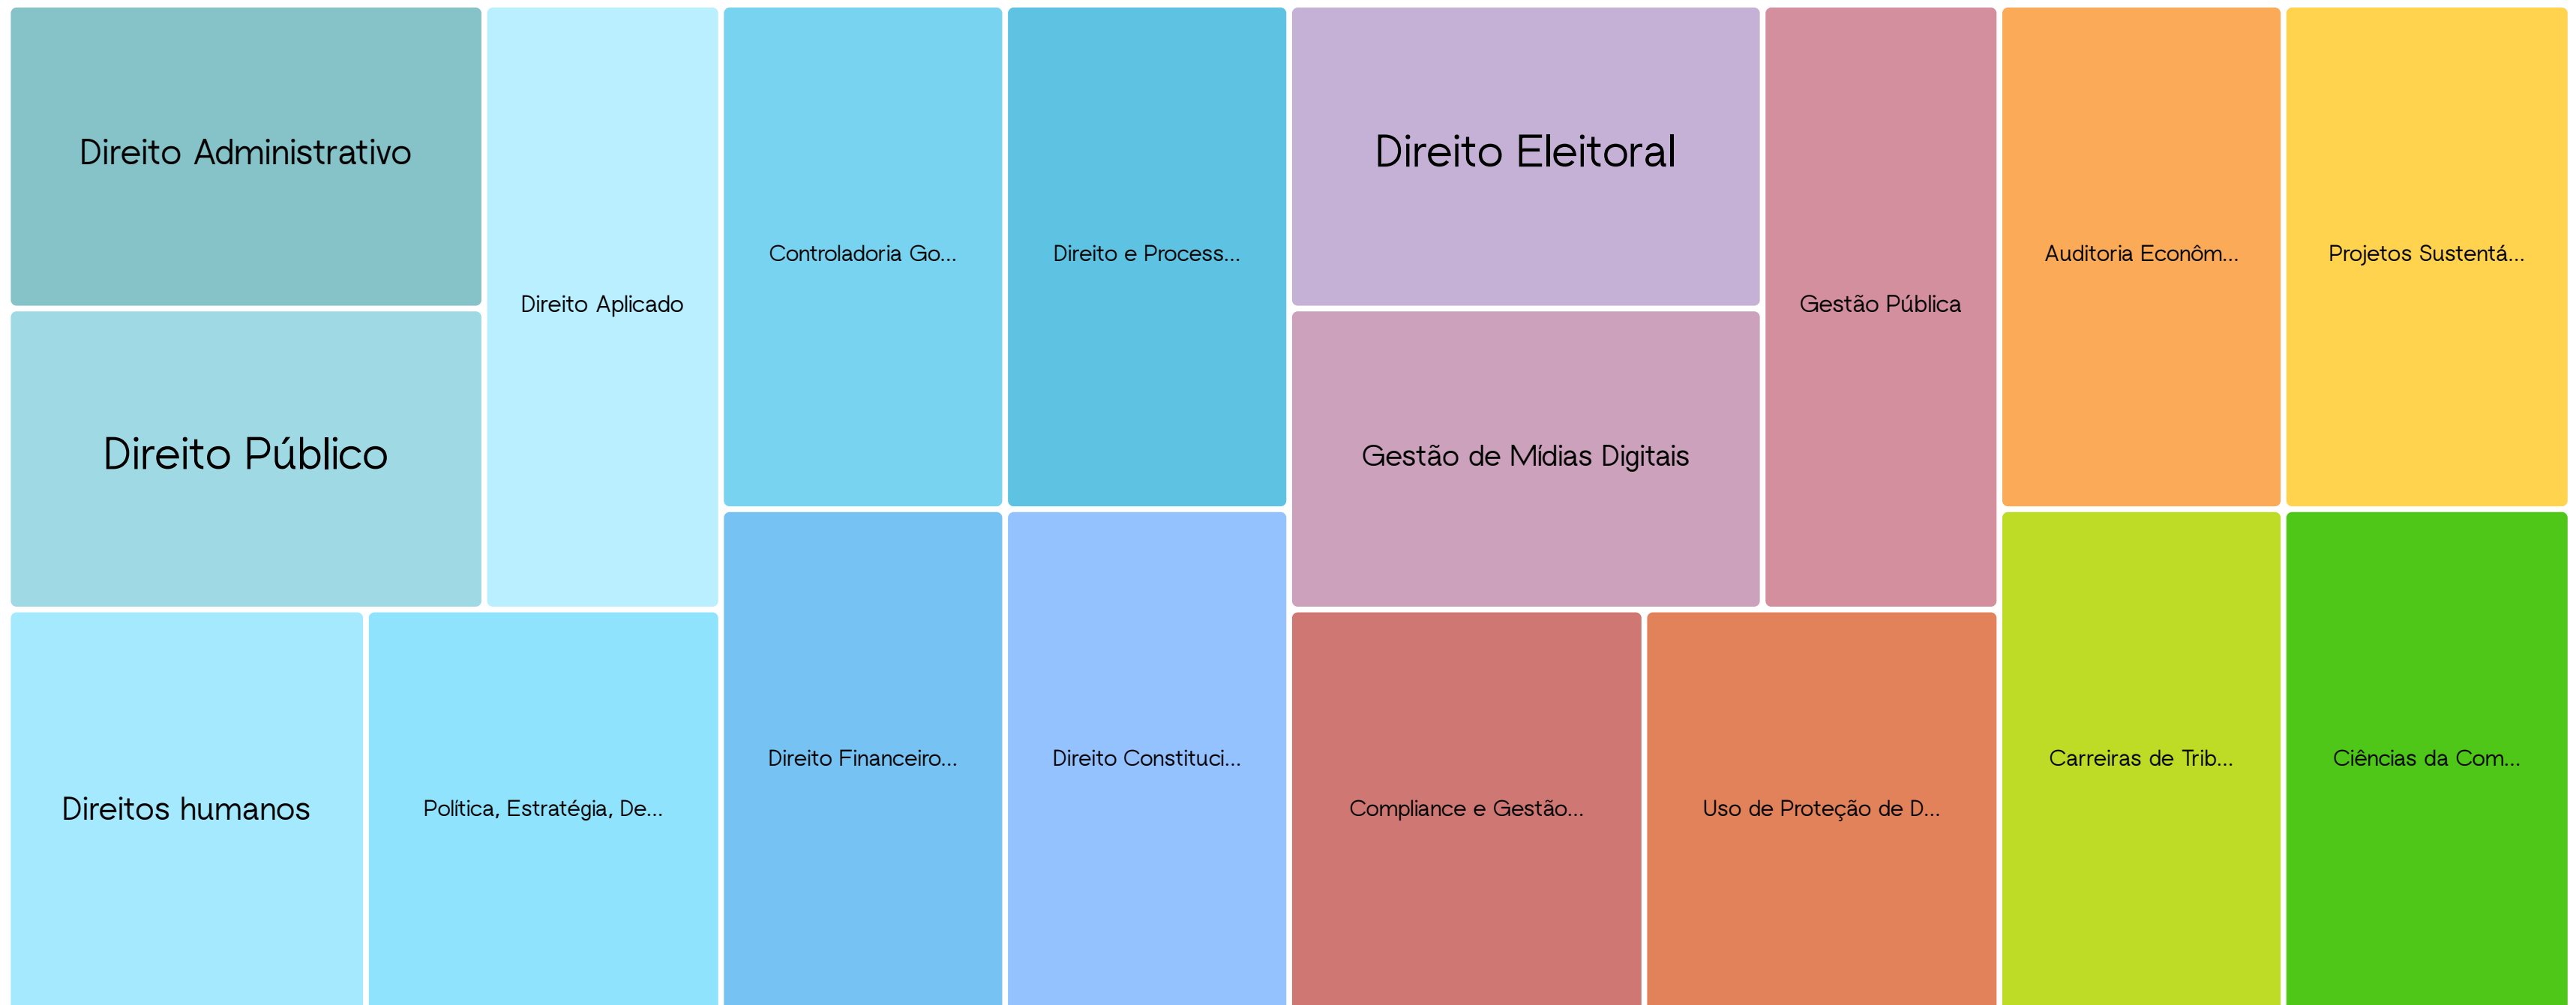 Direito Administrativo
Direito Público
Direito Aplicado
Direitos humanos
Política, Estratégia, De...
Controladoria Go...
Direito e Process...
Direito Financeiro...
Direito Constituci...
Direito Eleitoral
Gestão de Mídias Digitais
Gestão Pública
Compliance e Gestão...
Uso de Proteção de D...
Auditoria Econôm...
Projetos Sustentá...
Carreiras de Trib...
Ciências da Com...